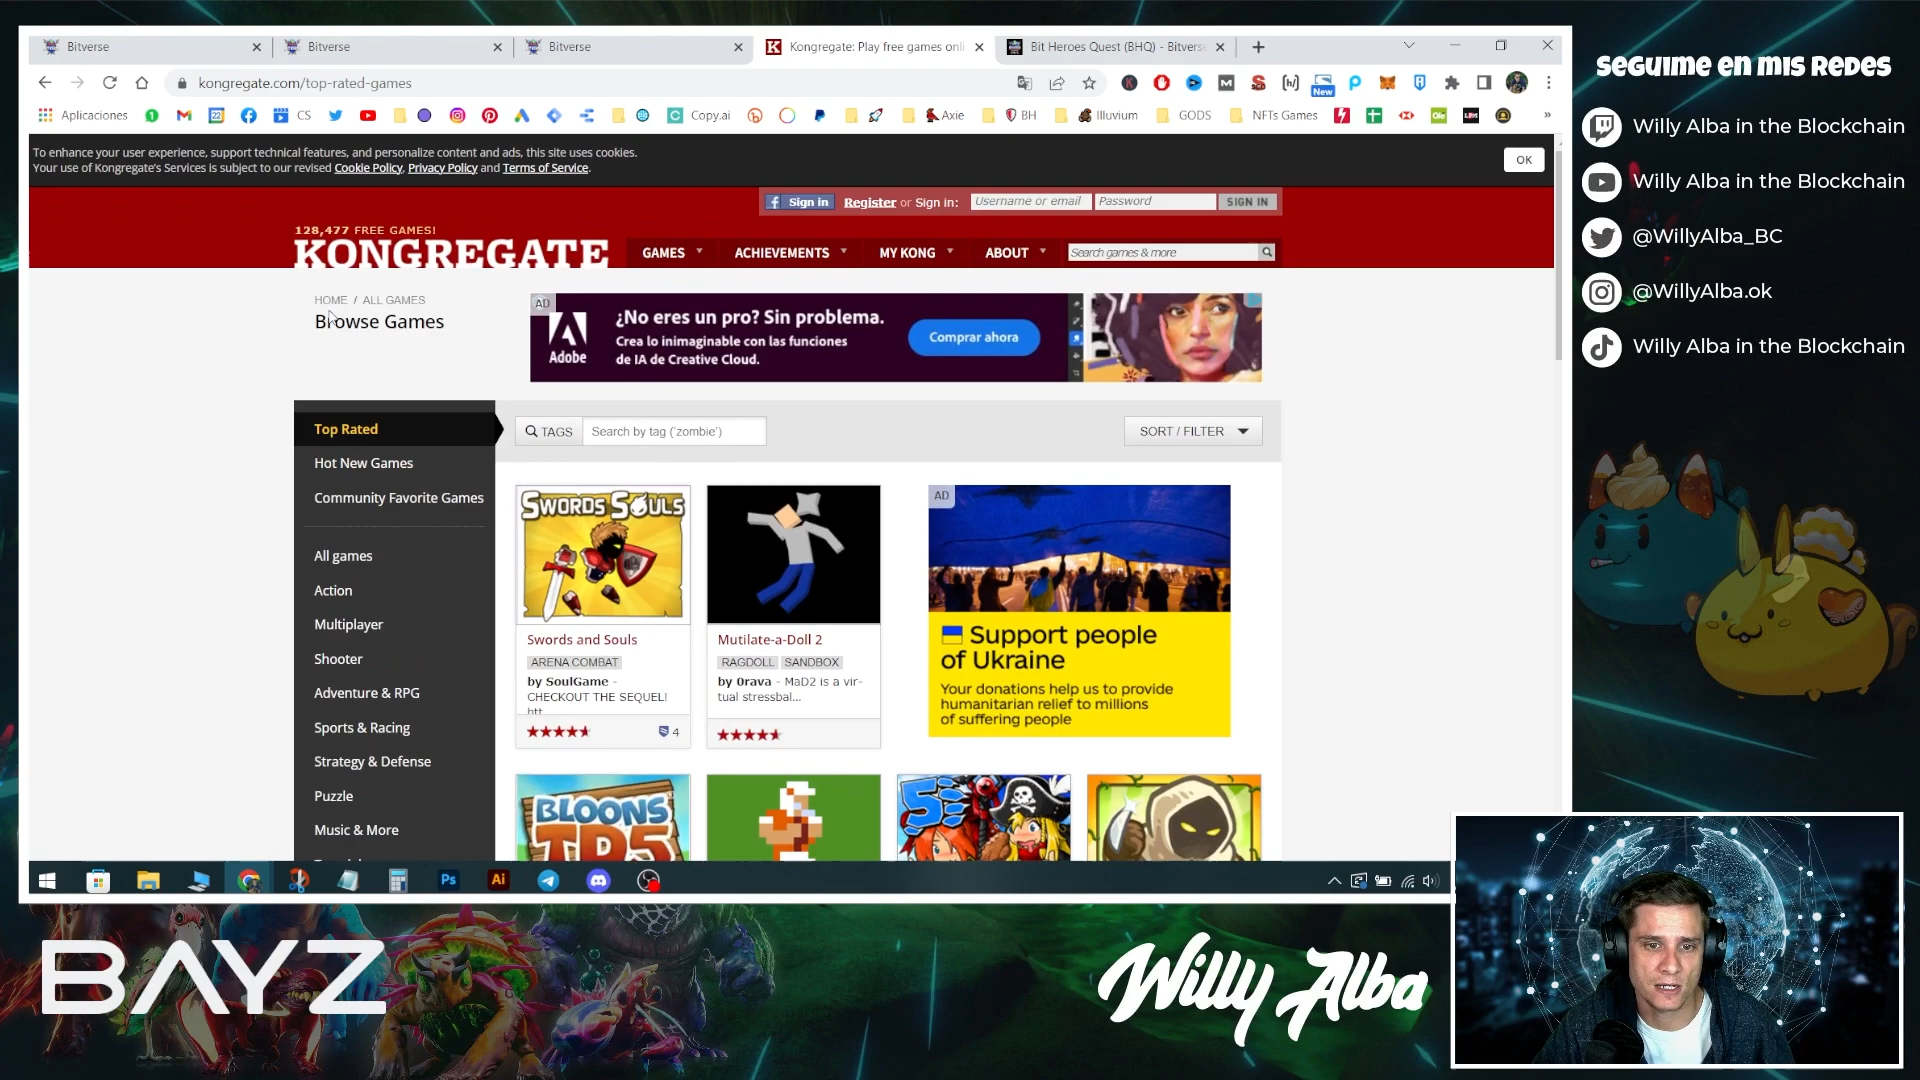 Bitverse
Bitverse
Bitverse
Kongregate: Play free games onli
Bit Heroes Quest (BHQ) - Bitverse
kongregate.com/top-rated-games
New
Aplicaciones
22
CS
Copy.ai
Axie
BH
Illuvium
GODS
NFTs Games
Ole
To enhance your user experience, support technical features, and personalize content and ads, this site uses cookies.
Your use of Kongregate's Services is subject to our revised Cookie Policy, Privacy Policy and Terms of Service.
OK
Sign in
Register or Sign in:
Username or email
Password
SIGN IN
128,477 FREE GAMES!
KONGREGATE
GAMES
ACHIEVEMENTS
MY KONG
ABOUT
Search games & more
HOME / ALL GAMES
Browse Games
AD
Adobe
¿No eres un pro? Sin problema.
Crea lo inimaginable con las funciones
de IA de Creative Cloud.
Comprar ahora
Top Rated
Hot New Games
Community Favorite Games
All games
Action
Multiplayer
Shooter
Adventure & RPG
Sports & Racing
Strategy & Defense
Puzzle
Music & More
TAGS
Search by tag ('zombie')
SORT / FILTER
SWORDS SOULS
Swords and Souls
ARENA COMBAT
by SoulGame -
CHECKOUT THE SEQUEL!
htt
4
Mutilate-a-Doll 2
RAGDOLL SANDBOX
by 0rava - MaD2 is a vir-
tual stressbal...
AD
Support people
of Ukraine
Your donations help us to provide
humanitarian relief to millions
of suffering people
BLOONS
TD5
5
Ps
Ai
SEGUIME EN MIS REDES
Willy Alba in the Blockchain
Willy Alba in the Blockchain
@WillyAlba_BC
@WillyAlba.ok
Willy Alba in the Blockchain
BAYZ
Willy Alba